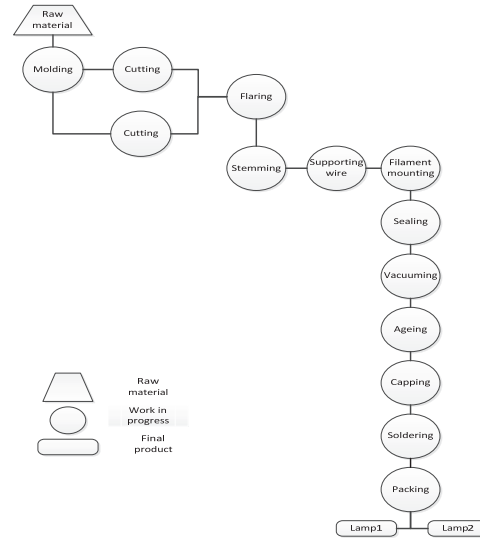 Raw
material
Molding
Cutting
Cutting
Flaring
Stemming
Supporting
wire
Filament
mounting
Sealing
Vacuuming
Ageing
Capping
Soldering
Packing
Lamp1
Lamp2
Raw
material
Work in
progress
Final
product